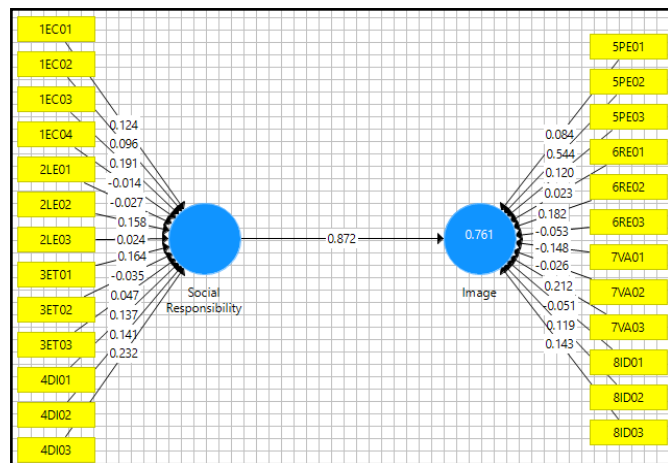 1EC01
1EC02
1EC03
1EC04
2LE01
2LE02
2LE03
3ET01
3ET02
3ET03
4DI01
4DI02
4DI03
0.124
0.096
0.191
-0.014
-0.027
0.158
0.024
0.164
-0.035
0.047
0.137
0.141
0.232
Social
Responsibility
0.872
0.761
Image
0.084
0.544
0.120
0.023
0.182
-0.053
-0.148
-0.026
0.212
-0.051
0.119
0.143
5PE01
5PE02
5PE03
6RE01
6RE02
6RE03
7VA01
7VA02
7VA03
8ID01
8ID02
8ID03